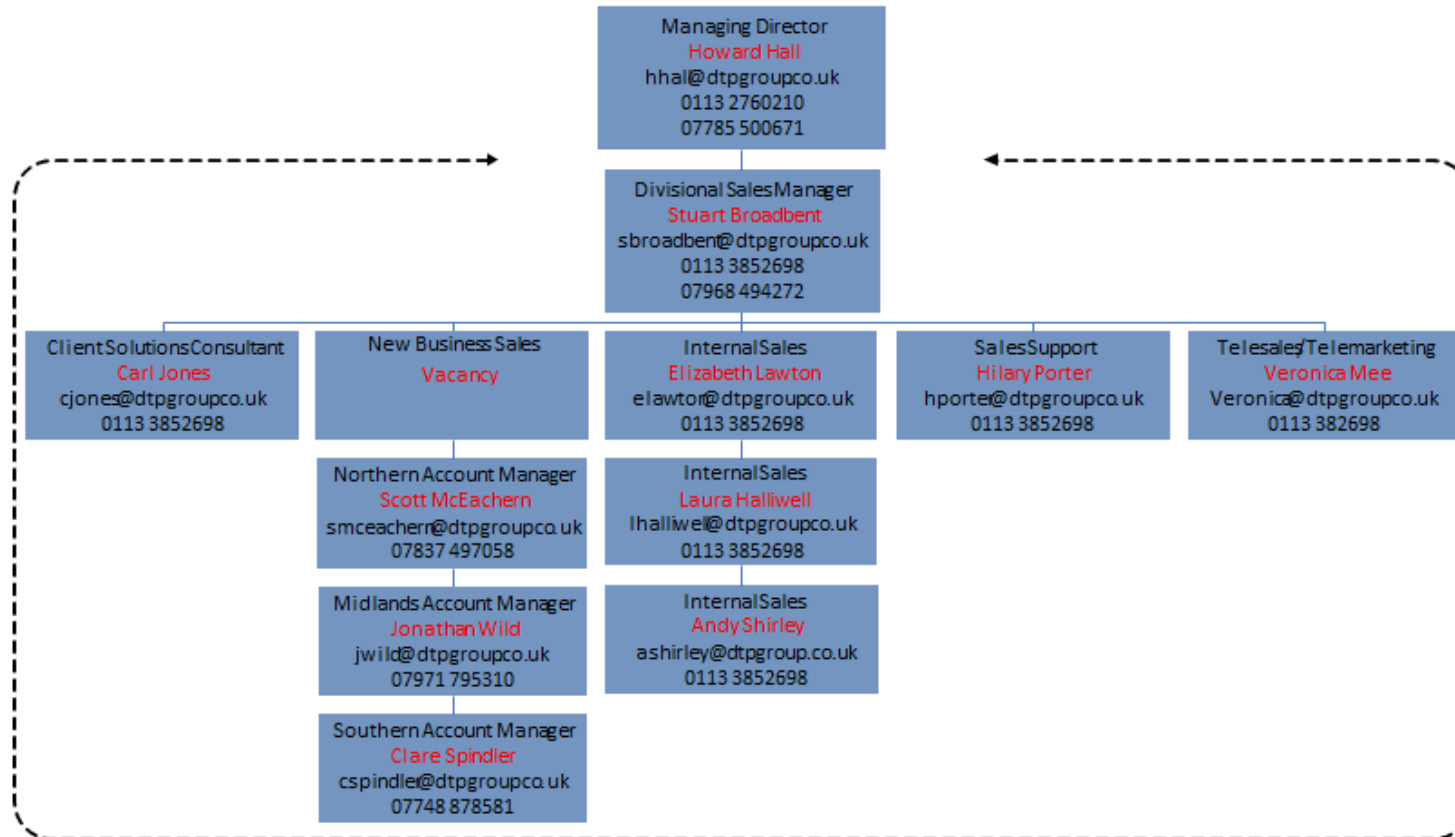 Managing Director
Howard Hall
hhall@dtpgroupco.uk
0113 2760210
07785 500671
Divisional Sales Manager
Stuart Broadbent
sbroadbent@dtpgroupco.uk
0113 3852698
07968 494272
Client Solutions Consultant
Carl Jones
cjones@dtpgroupco.uk
0113 3852698
New Business Sales
Vacancy
Internal Sales
Elizabeth Lawton
elawton@dtpgroupco.uk
0113 3852698
Sales Support
Hilary Porter
hporter@dtpgroupco.uk
0113 3852698
Telesales/Telemarketing
Veronica Mee
Veronica@dtpgroupco.uk
0113 382698
Northern Account Manager
Scott McEachern
smceachern@dtpgroupco.uk
07837 497058
Internal Sales
Laura Halliwell
lhalliwell@dtpgroupco.uk
0113 3852698
Midlands Account Manager
Jonathan Wild
jwild@dtpgroupco.uk
07971 795310
Internal Sales
Andy Shirley
ashirley@dtpgroup.co.uk
0113 3852698
Southern Account Manager
Clare Spindler
cspindler@dtpgroupco.uk
07748 878581